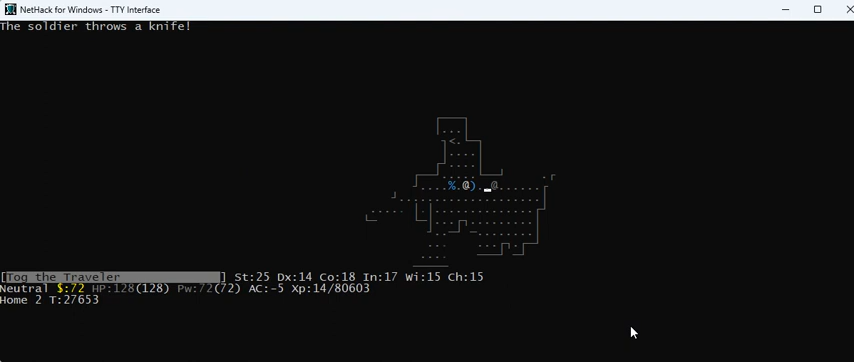 NetHack for Windows - TTY Interface
The soldier throws a knife!
[Tog the Traveler ] St:25 Dx:14 Co:18 In:17 Wi:15 Ch:15
Neutral $:72 HP:128(128) Pw:72(72) AC:-5 Xp:14/80603
Home 2 T:27653